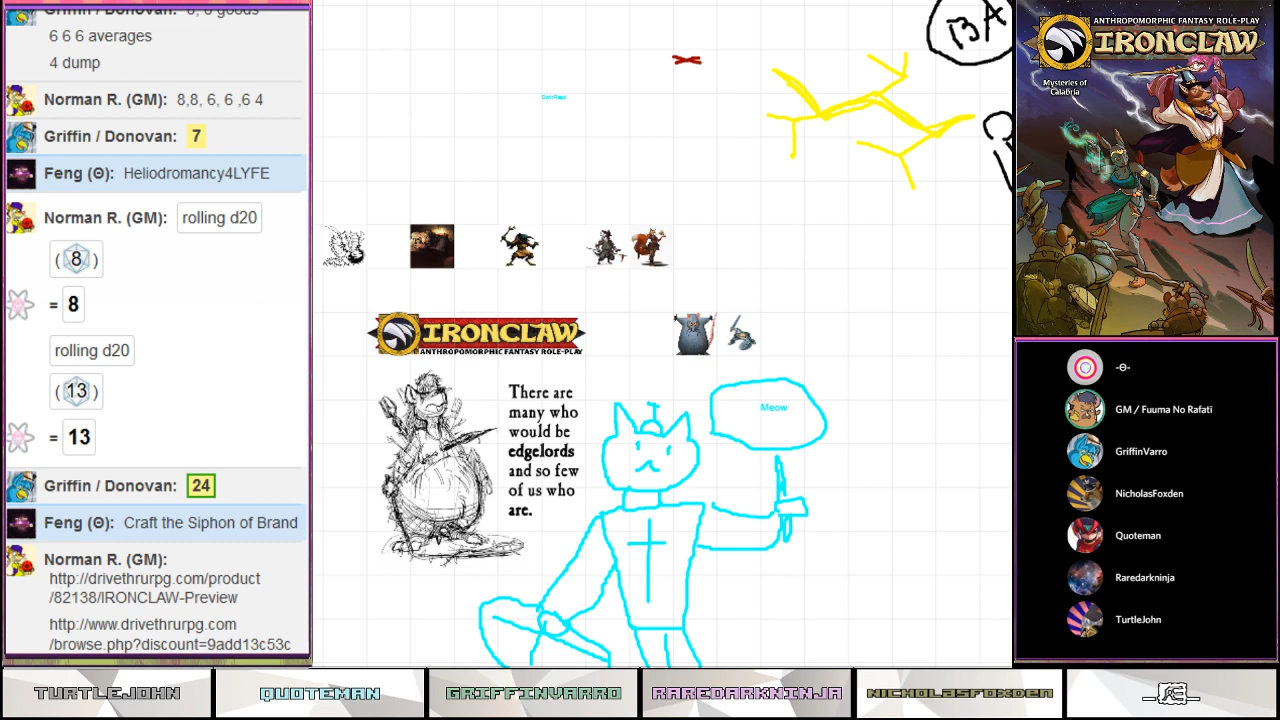 Griffin / Donovan: 8, 8 goods
6 6 6 averages
4 dump
Norman R. (GM): 8,8, 6, 6 ,6 4
Griffin / Donovan: 7
Feng (Θ): Heliodromancy4LYFE
Norman R. (GM): rolling d20
(8)
= 8
rolling d20
(13)
= 13
Griffin / Donovan: 24
Feng (Θ): Craft the Siphon of Brand
Norman R. (GM):
http://drivethrurpg.com/product
/82138/IRONCLAW-Preview
http://www.drivethrurpg.com
/browse.php?discount=9add13c53c
IRONCLAW
ANTHROPOMORPHIC FANTASY ROLE-PLAY
There are
many who
would be
edgelords
and so few
of us who
are.
Meow
ANTHROPOMORPHIC FANTASY ROLE-PLAY
IRONCLAW
Mysteries of
Calabria
-Θ-
GM / Fuuma No Rafatï
GriffinVarro
NicholasFoxden
Quoteman
Raredarkninja
TurtleJohn
TURTLEJOHN
QUOTEMAN
GRIFFINVARRO
RAREDARKNINJA
NICHOLASFOXDEN